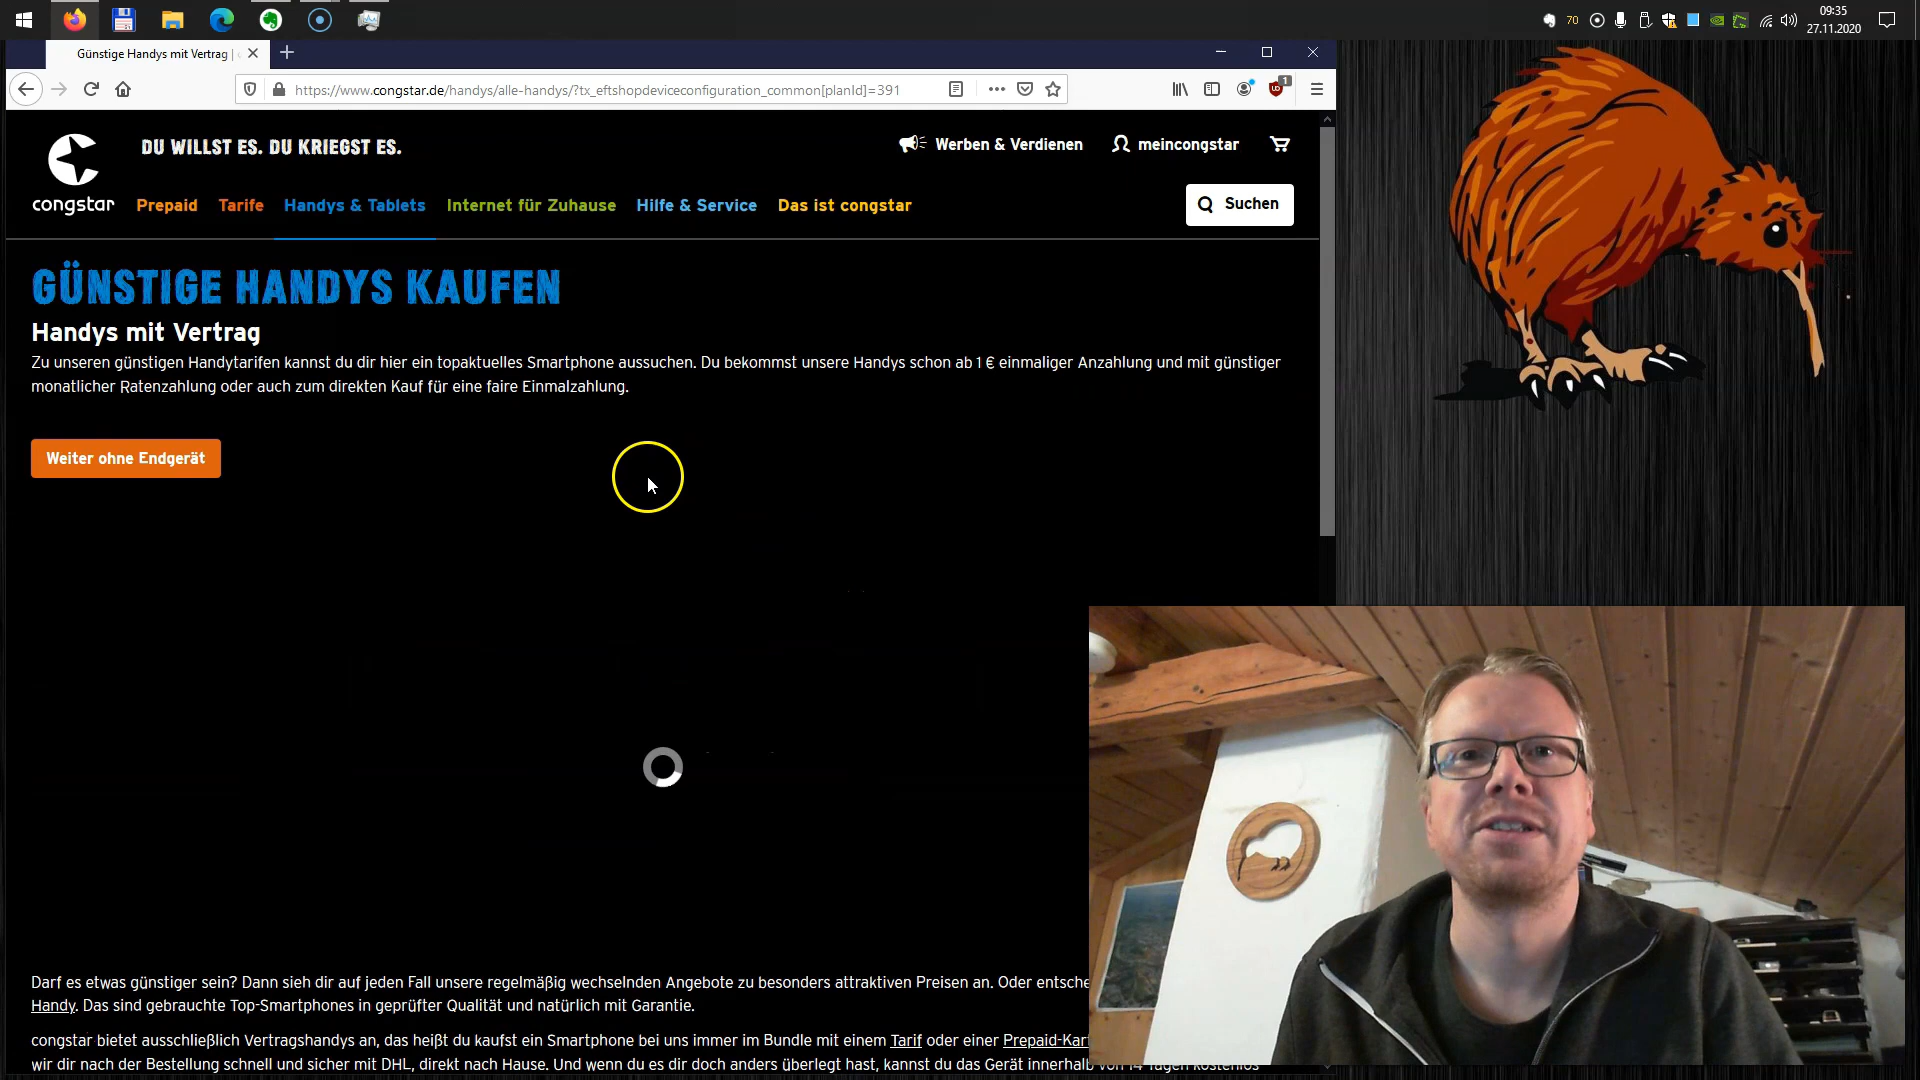 70
09:35
27.11.2020
Günstige Handys mit Vertrag |
https://www.congstar.de/handys/alle-handys/?tx_eftshopdeviceconfiguration_common[planId]=391
1
DU WILLST ES. DU KRIEGST ES.
Werben & Verdienen
meincongstar
congstar
Prepaid
Tarife
Handys & Tablets
Internet für Zuhause
Hilfe & Service
Das ist congstar
Suchen
GÜNSTIGE HANDYS KAUFEN
Handys mit Vertrag
Zu unseren günstigen Handytarifen kannst du dir hier ein topaktuelles Smartphone aussuchen. Du bekommst unsere Handys schon ab 1 € einmaliger Anzahlung und mit günstiger
monatlicher Ratenzahlung oder auch zum direkten Kauf für eine faire Einmalzahlung.
Weiter ohne Endgerät
Darf es etwas günstiger sein? Dann sieh dir auf jeden Fall unsere regelmäßig wechselnden Angebote zu besonders attraktiven Preisen an. Oder entsche
Handy. Das sind gebrauchte Top-Smartphones in geprüfter Qualität und natürlich mit Garantie.
congstar bietet ausschließlich Vertragshandys an, das heißt du kaufst ein Smartphone bei uns immer im Bundle mit einem Tarif oder einer Prepaid-Kart
wir dir nach der Bestellung schnell und sicher mit DHL, direkt nach Hause. Und wenn du es dir doch anders überlegt hast, kannst du das Gerät innerhalb von 14 Tagen kostenlos